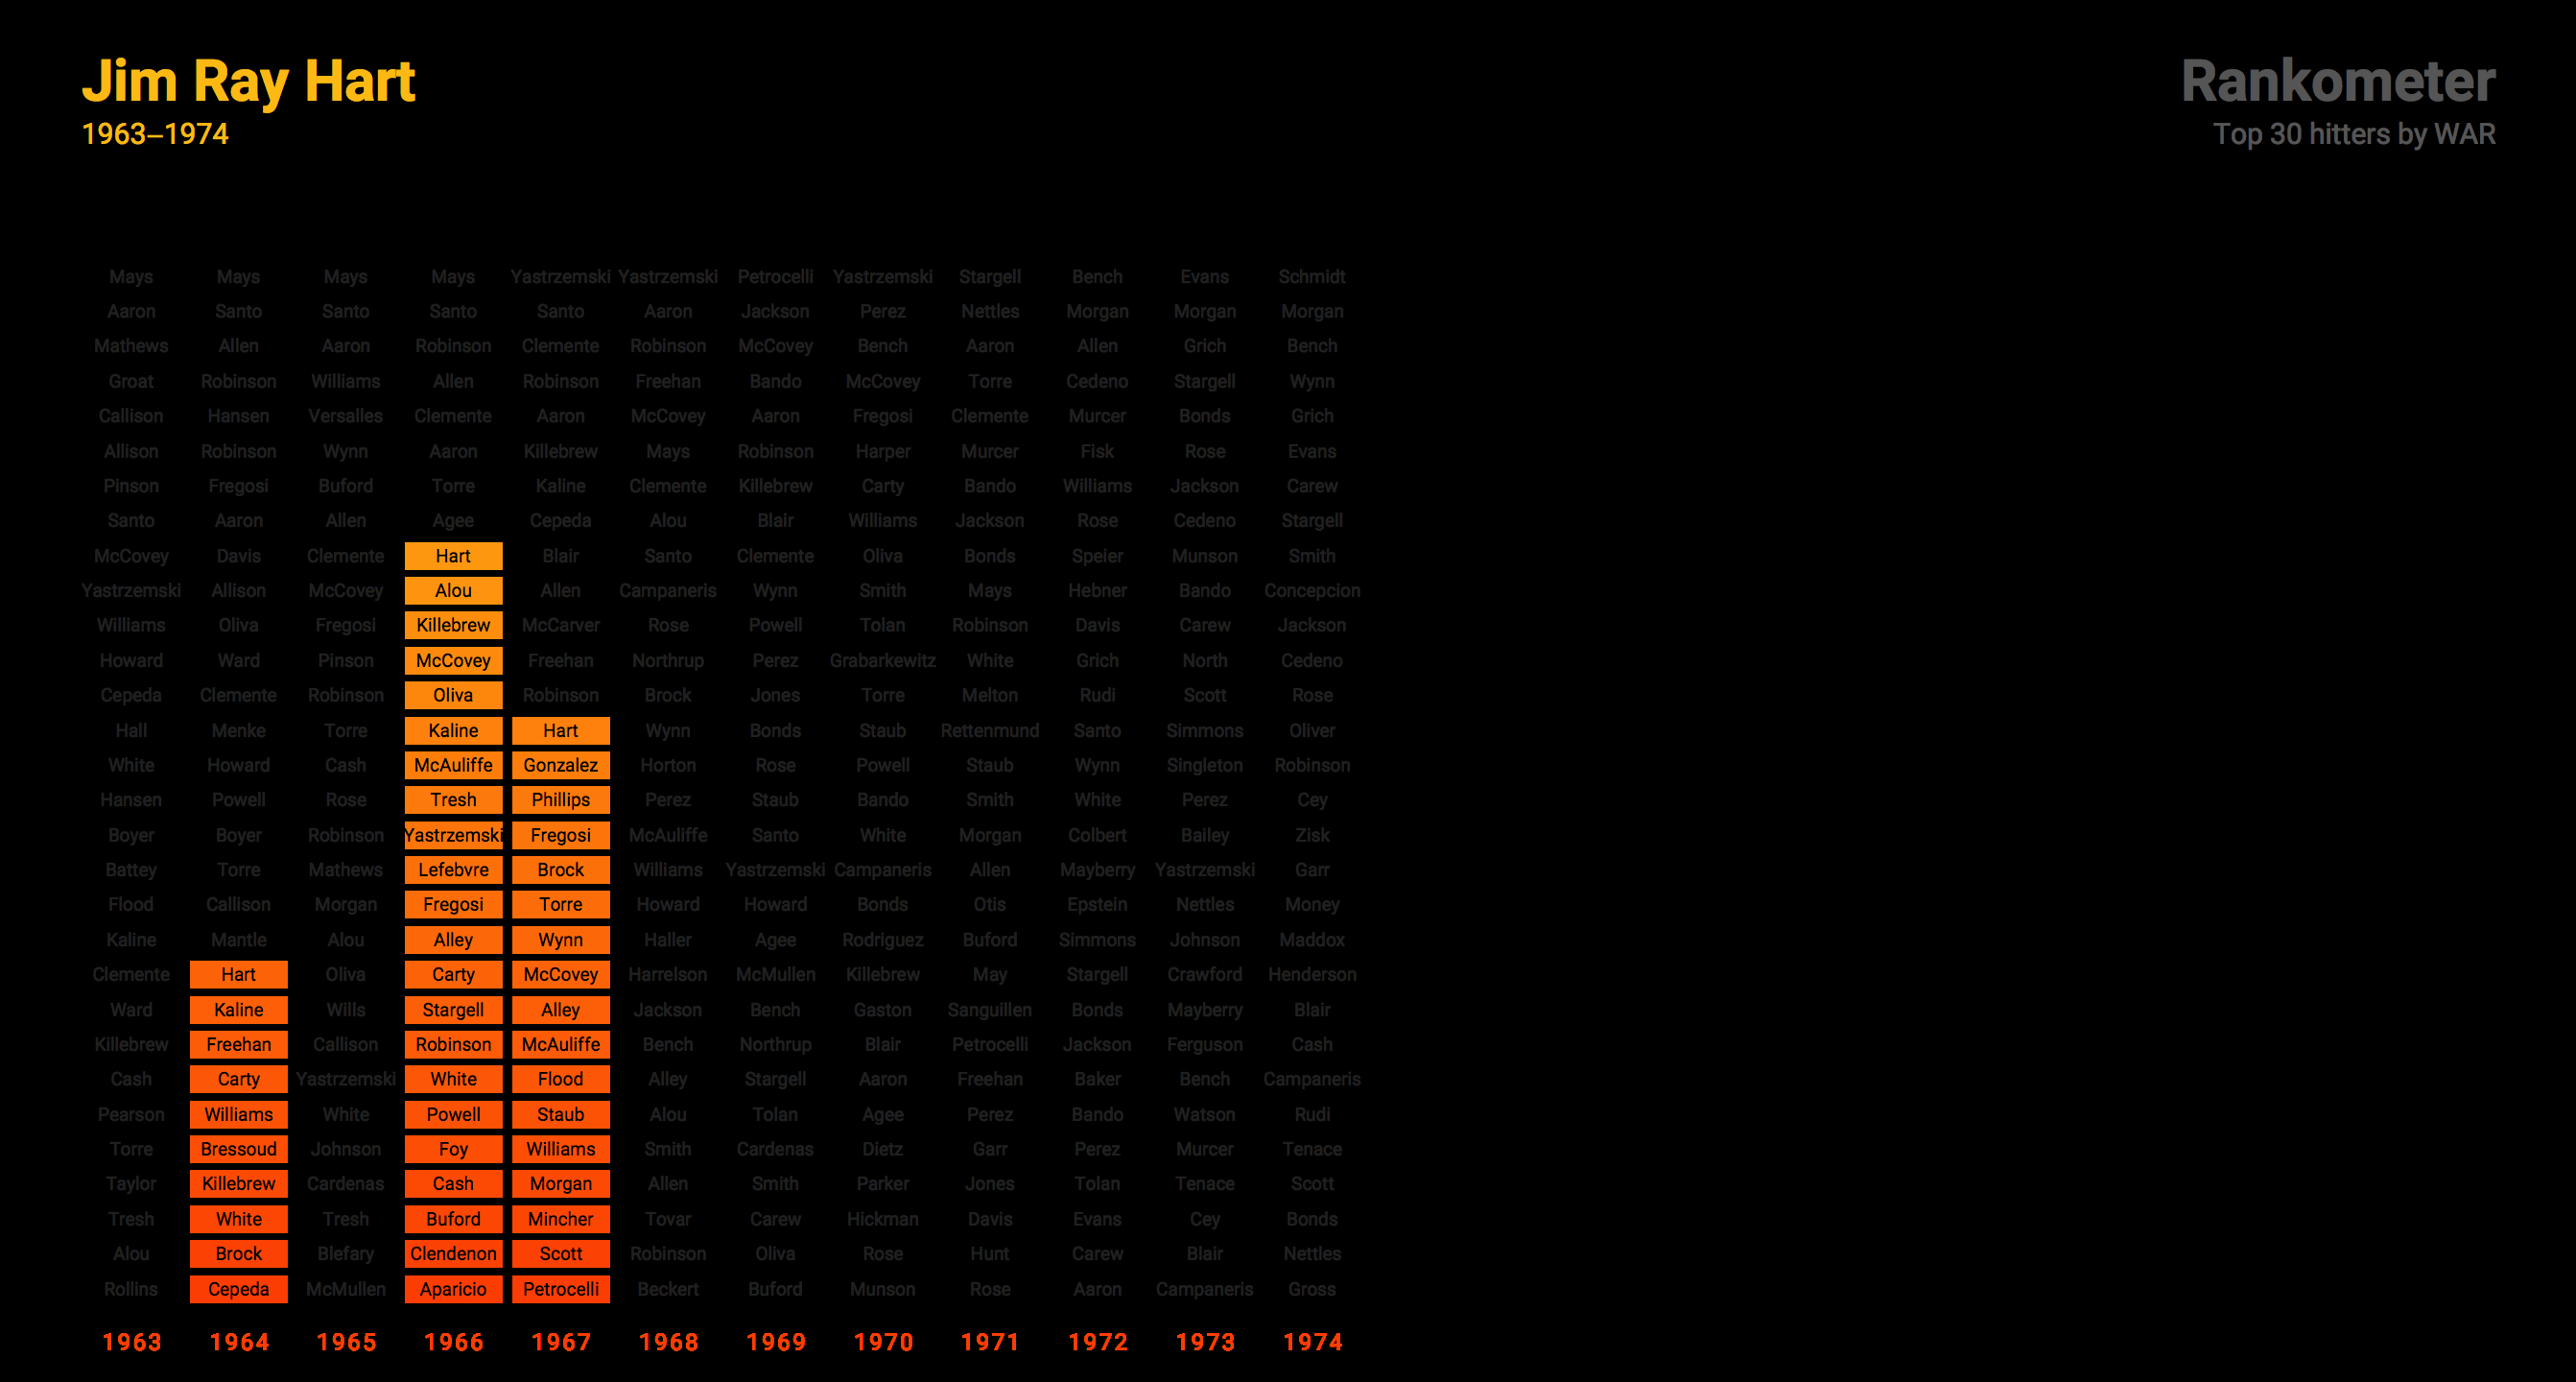 Jim Ray Hart
1963–1974
Rankometer
Top 30 hitters by WAR
Mays Mays Mays Mays Yastrzemski Yastrzemski Petrocelli Yastrzemski Stargell Bench Evans Schmidt
Aaron Santo Santo Santo Santo Aaron Jackson Perez Nettles Morgan Morgan Morgan
Mathews Allen Aaron Robinson Clemente Robinson McCovey Bench Aaron Allen Grich Bench
Groat Robinson Williams Allen Robinson Freehan Bando McCovey Torre Cedeno Stargell Wynn
Callison Hansen Versalles Clemente Aaron McCovey Aaron Fregosi Clemente Murcer Bonds Grich
Allison Robinson Wynn Aaron Killebrew Mays Robinson Harper Murcer Fisk Rose Evans
Pinson Fregosi Buford Torre Kaline Clemente Killebrew Carty Bando Williams Jackson Carew
Santo Aaron Allen Agee Cepeda Alou Blair Williams Jackson Rose Cedeno Stargell
McCovey Davis Clemente Hart Blair Santo Clemente Oliva Bonds Speier Munson Smith
Yastrzemski Allison McCovey Alou Allen Campaneris Wynn Smith Mays Hebner Bando Concepcion
Williams Oliva Fregosi Killebrew McCarver Rose Powell Tolan Robinson Davis Carew Jackson
Howard Ward Pinson McCovey Freehan Northrup Perez Grabarkewitz White Grich North Cedeno
Cepeda Clemente Robinson Oliva Robinson Brock Jones Torre Melton Rudi Scott Rose
Hall Menke Torre Kaline Hart Wynn Bonds Staub Rettenmund Santo Simmons Oliver
White Howard Cash McAuliffe Gonzalez Horton Rose Powell Staub Wynn Singleton Robinson
Hansen Powell Rose Tresh Phillips Perez Staub Bando Smith White Perez Cey
Boyer Boyer Robinson Yastrzemski Fregosi McAuliffe Santo White Morgan Colbert Bailey Zisk
Battey Torre Mathews Lefebvre Brock Williams Yastrzemski Campaneris Allen Mayberry Yastrzemski Garr
Flood Callison Morgan Fregosi Torre Howard Howard Bonds Otis Epstein Nettles Money
Kaline Mantle Alou Alley Wynn Haller Agee Rodriguez Buford Simmons Johnson Maddox
Clemente Hart Oliva Carty McCovey Harrelson McMullen Killebrew May Stargell Crawford Henderson
Ward Kaline Wills Stargell Alley Jackson Bench Gaston Sanguillen Bonds Mayberry Blair
Killebrew Freehan Callison Robinson McAuliffe Bench Northrup Blair Petrocelli Jackson Ferguson Cash
Cash Carty Yastrzemski White Flood Alley Stargell Aaron Freehan Baker Bench Campaneris
Pearson Williams White Powell Staub Alou Tolan Agee Perez Bando Watson Rudi
Torre Bressoud Johnson Foy Williams Smith Cardenas Dietz Garr Perez Murcer Tenace
Taylor Killebrew Cardenas Cash Morgan Allen Smith Parker Jones Tolan Tenace Scott
Tresh White Tresh Buford Mincher Tovar Carew Hickman Davis Evans Cey Bonds
Alou Brock Blefary Clendenon Scott Robinson Oliva Rose Hunt Carew Blair Nettles
Rollins Cepeda McMullen Aparicio Petrocelli Beckert Buford Munson Rose Aaron Campaneris Gross
1963 1964 1965 1966 1967 1968 1969 1970 1971 1972 1973 1974